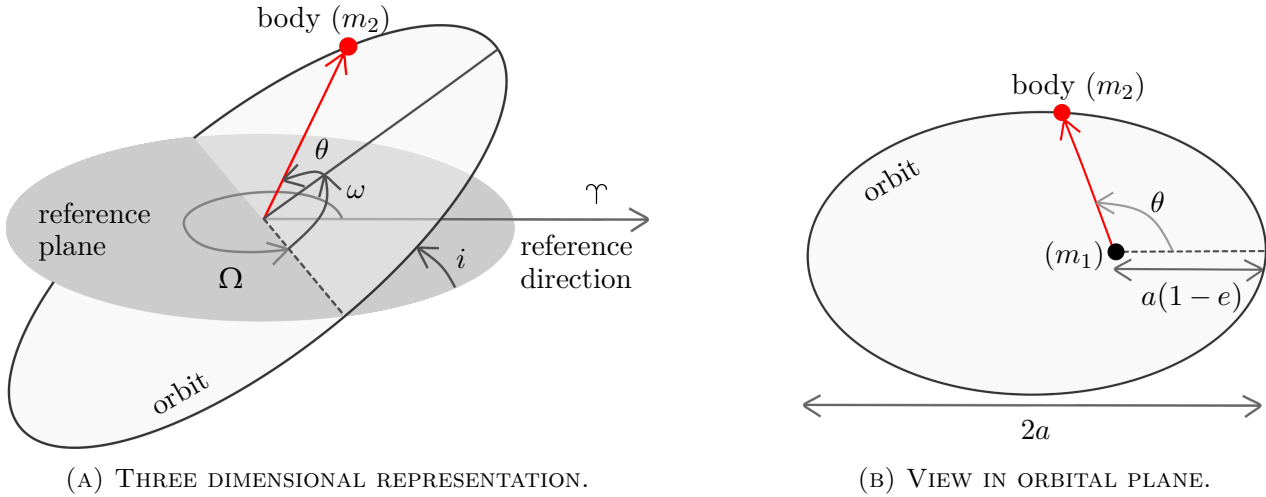 body (m₂)
θ
ω
♈
reference
plane
reference
direction
Ω
i
orbit
(A) THREE DIMENSIONAL REPRESENTATION.
body (m₂)
orbit
θ
(m₁)
a(1 − e)
2a
(B) VIEW IN ORBITAL PLANE.